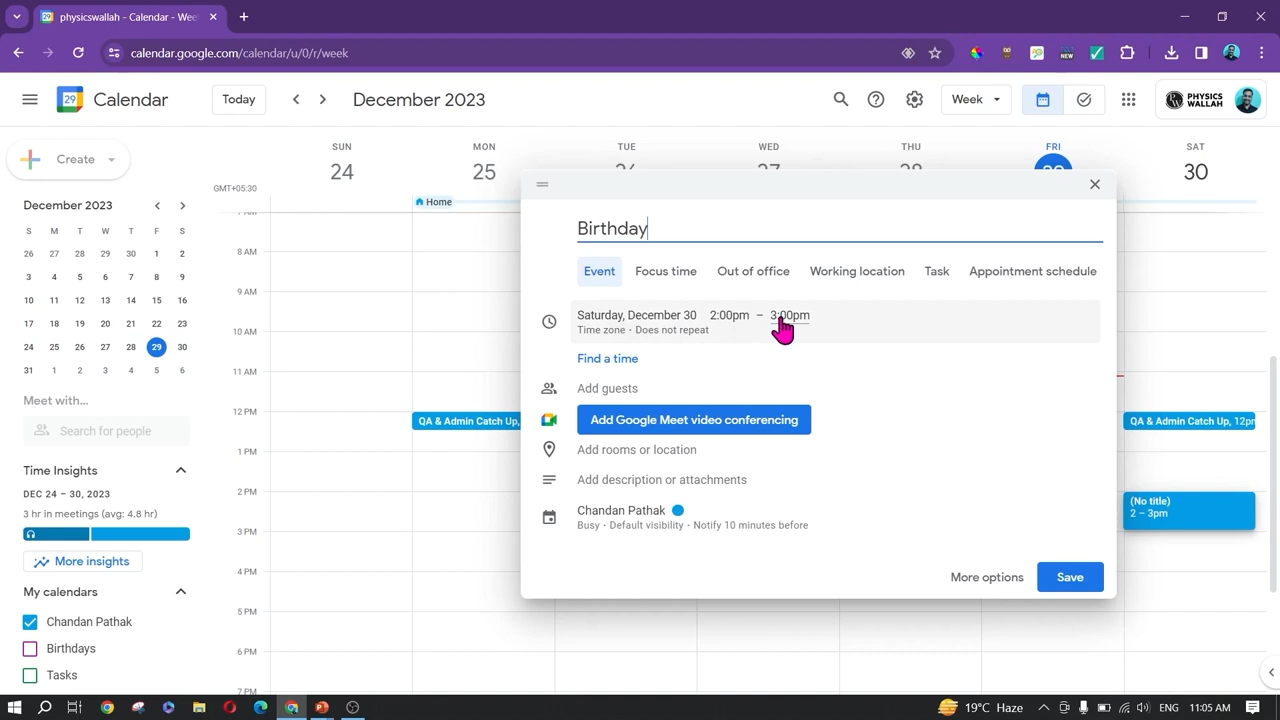 physicswallah - Calendar - Wee
calendar.google.com/calendar/u/0/r/week
NEW
29
Calendar
Today
December 2023
Week
PHYSICS
WALLAH
Create
GMT+05:30
SUN
24
MON
25
TUE
26
WED
27
THU
28
FRI
SAT
30
Home
December 2023
S M T W T F S
26 27 28 29 30 1 2
3 4 5 6 7 8 9
10 11 12 13 14 15 16
17 18 19 20 21 22 23
24 25 26 27 28 29 30
31 1 2 3 4 5 6
Meet with...
Search for people
Time Insights
DEC 24 – 30, 2023
3 hr in meetings (avg: 4.8 hr)
More insights
My calendars
Chandan Pathak
Birthdays
Tasks
7 AM
8 AM
9 AM
10 AM
11 AM
12 PM
1 PM
2 PM
3 PM
4 PM
5 PM
6 PM
7 PM
QA & Admin Catch Up,
Birthday
Event
Focus time
Out of office
Working location
Task
Appointment schedule
Saturday, December 30 2:00pm – 3:00pm
Time zone • Does not repeat
Find a time
Add guests
Add Google Meet video conferencing
Add rooms or location
Add description or attachments
Chandan Pathak
Busy • Default visibility • Notify 10 minutes before
More options
Save
QA & Admin Catch Up, 12pm
(No title)
2 – 3pm
19°C Haze
ENG
11:05 AM